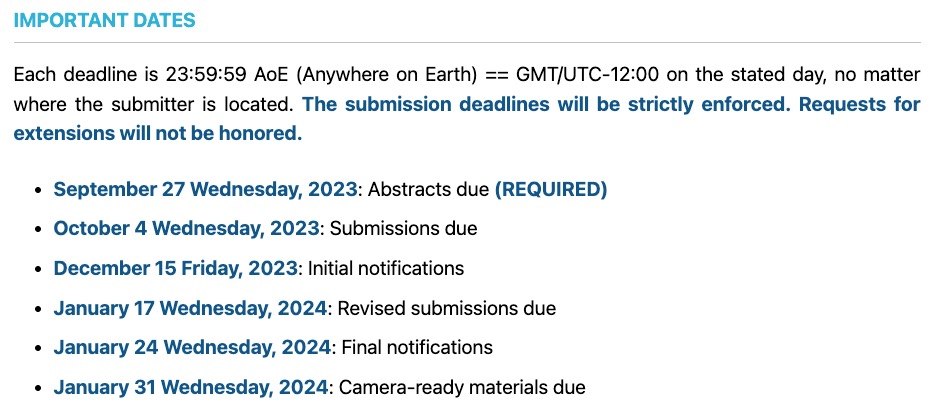 IMPORTANT DATES
Each deadline is 23:59:59 AoE (Anywhere on Earth) == GMT/UTC-12:00 on the stated day, no matter
where the submitter is located. The submission deadlines will be strictly enforced. Requests for
extensions will not be honored.
• September 27 Wednesday, 2023: Abstracts due (REQUIRED)
• October 4 Wednesday, 2023: Submissions due
• December 15 Friday, 2023: Initial notifications
• January 17 Wednesday, 2024: Revised submissions due
• January 24 Wednesday, 2024: Final notifications
• January 31 Wednesday, 2024: Camera-ready materials due